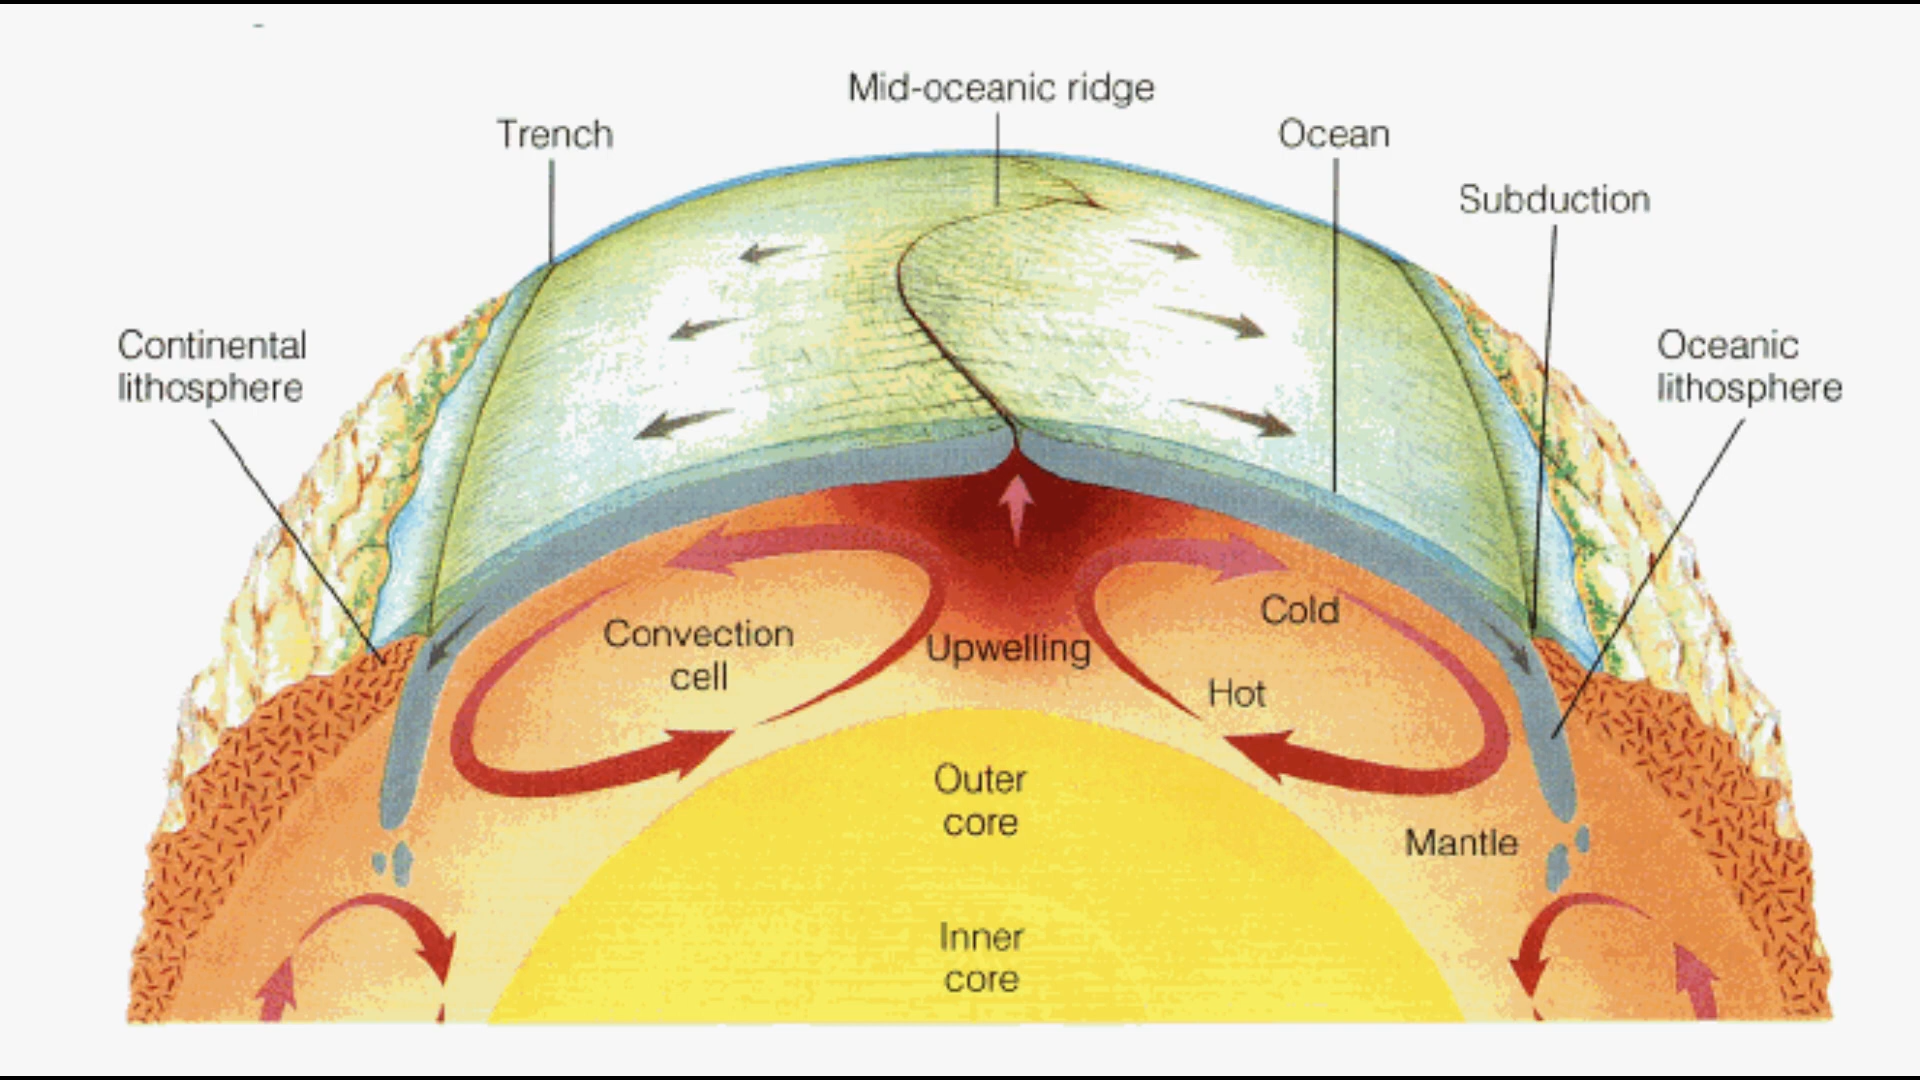 Mid-oceanic ridge
Trench
Ocean
Subduction
Continental
lithosphere
Oceanic
lithosphere
Convection
cell
Upwelling
Cold
Hot
Outer
core
Mantle
Inner
core